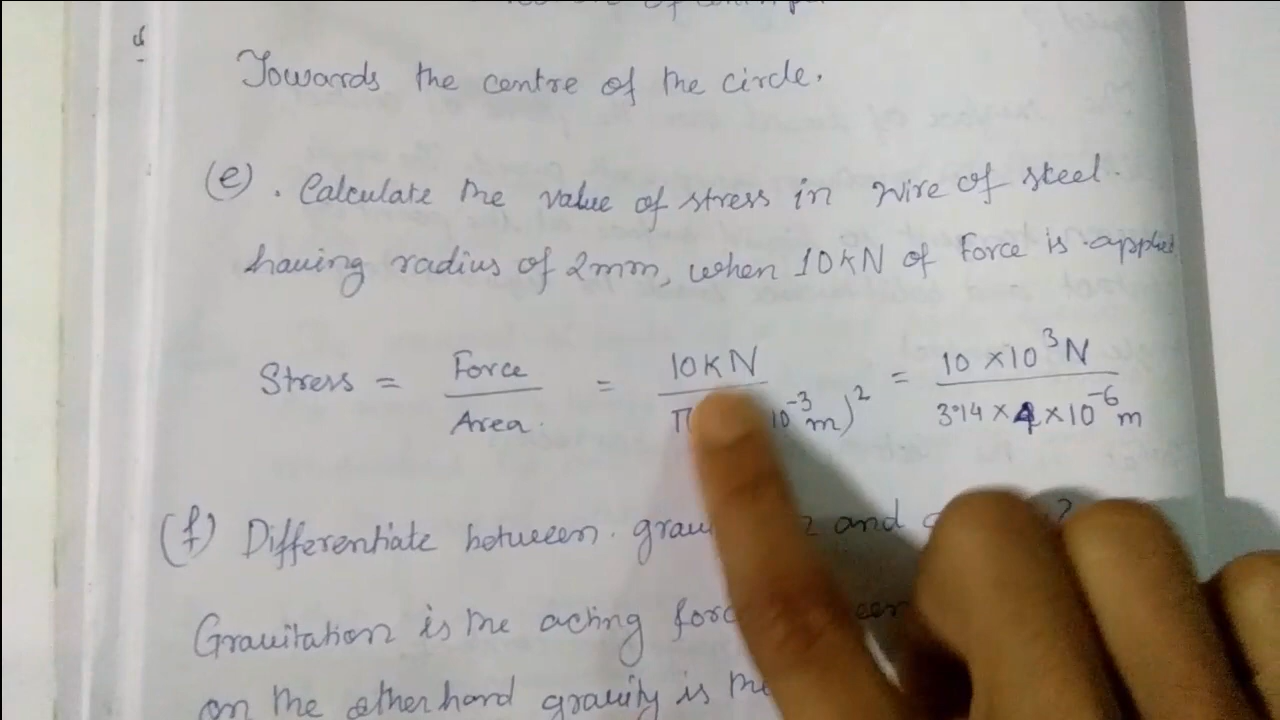 Towards the centre of the circle.
(e). Calculate the value of stress in wire of steel.
having radius of 2mm, when 10KN of Force is applied
Stress = Force / Area. = 10KN / π 10⁻³m)² = 10 × 10³ N / 3.14 × 4 × 10⁻⁶ m
(f) Differentiate between. and
Gravitation is the acting
on the other hand gravity is the